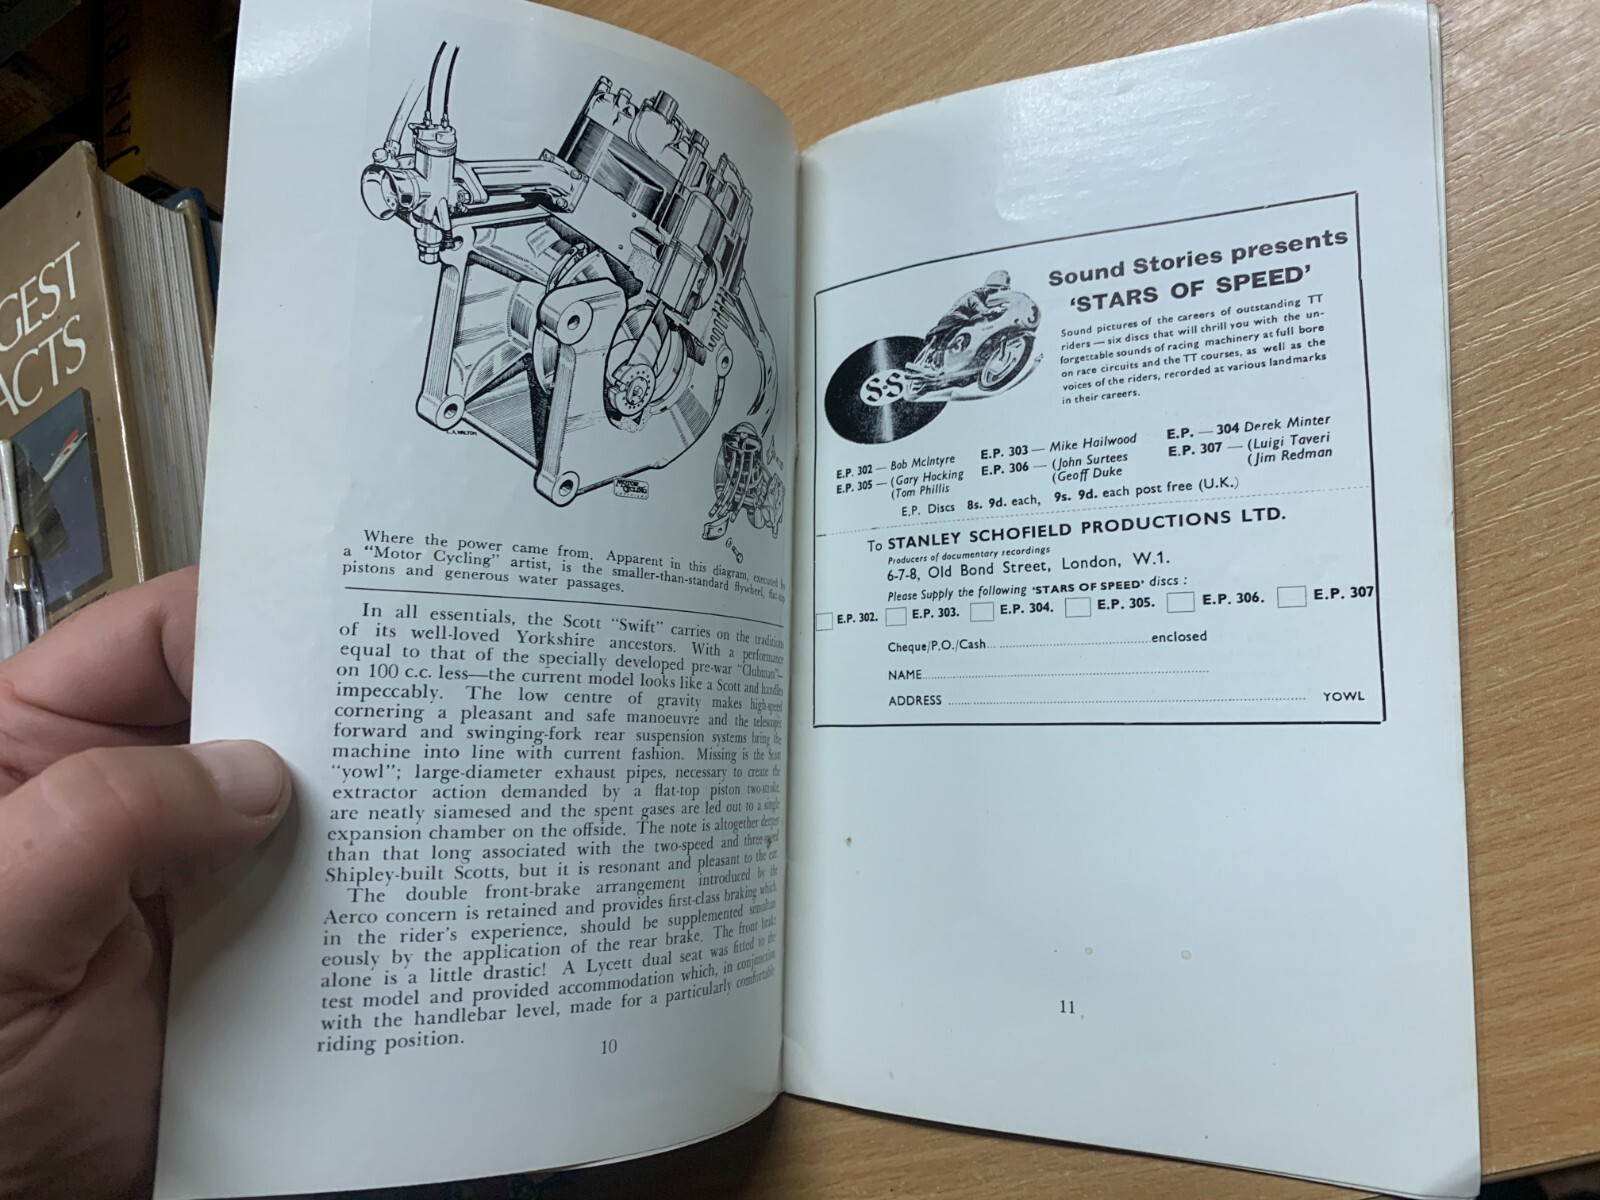 JAN B
GEST
ACTS
L.A. WALTON
MOTOR
CYCLING
Where the power came from. Apparent in this diagram, executed by
a "Motor Cycling" artist, is the smaller-than-standard flywheel, flat-top
pistons and generous water passages.
In all essentials, the Scott "Swift" carries on the traditions
of its well-loved Yorkshire ancestors. With a performance
equal to that of the specially developed pre-war "Clubman"—
on 100 c.c. less—the current model looks like a Scott and handles
impeccably. The low centre of gravity makes high-speed
cornering a pleasant and safe manoeuvre and the telescopic
forward and swinging-fork rear suspension systems bring the
machine into line with current fashion. Missing is the Scott
"yowl"; large-diameter exhaust pipes, necessary to create the
extractor action demanded by a flat-top piston two-stroke,
are neatly siamesed and the spent gases are led out to a single
expansion chamber on the offside. The note is altogether deeper
than that long associated with the two-speed and three-speed
Shipley-built Scotts, but it is resonant and pleasant to the ear.
The double front-brake arrangement introduced by the
Aerco concern is retained and provides first-class braking which,
in the rider's experience, should be supplemented simultan-
eously by the application of the rear brake. The front brake
alone is a little drastic! A Lycett dual seat was fitted to the
test model and provided accommodation which, in conjunction
with the handlebar level, made for a particularly comfortable
riding position.
10
Sound Stories presents
'STARS OF SPEED'
Sound pictures of the careers of outstanding TT
riders — six discs that will thrill you with the un-
forgettable sounds of racing machinery at full bore
on race circuits and the TT courses, as well as the
voices of the riders, recorded at various landmarks
in their careers.
SS
3
E.P. 302 — Bob McIntyre E.P. 303 — Mike Hailwood E.P. — 304 Derek Minter
E.P. 305 — (Gary Hocking E.P. 306 — (John Surtees E.P. 307 — (Luigi Taveri
(Tom Phillis (Geoff Duke (Jim Redman
E.P. Discs 8s. 9d. each, 9s. 9d. each post free (U.K.)
To STANLEY SCHOFIELD PRODUCTIONS LTD.
Producers of documentary recordings
6-7-8, Old Bond Street, London, W.1.
Please Supply the following 'STARS OF SPEED' discs :
E.P. 302. E.P. 303. E.P. 304. E.P. 305. E.P. 306. E.P. 307
Cheque/P.O./Cash.......................................enclosed
NAME.......................................
ADDRESS ....................................... YOWL
11